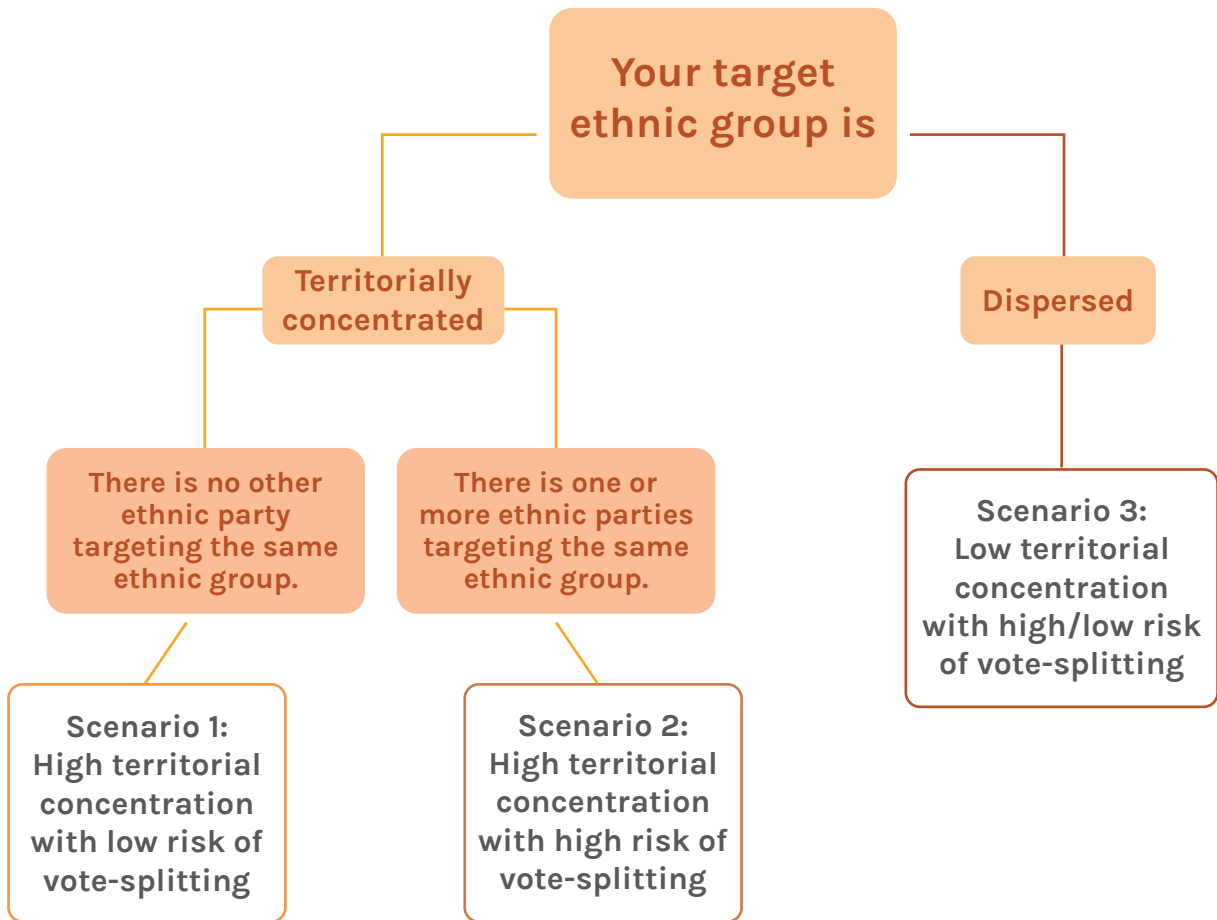 Your target
ethnic group is
Territorially
concentrated
Dispersed
There is no other
ethnic party
targeting the same
ethnic group.
There is one or
more ethnic parties
targeting the same
ethnic group.
Scenario 3:
Low territorial
concentration
with high/low risk
of vote-splitting
Scenario 1:
High territorial
concentration
with low risk of
vote-splitting
Scenario 2:
High territorial
concentration
with high risk of
vote-splitting